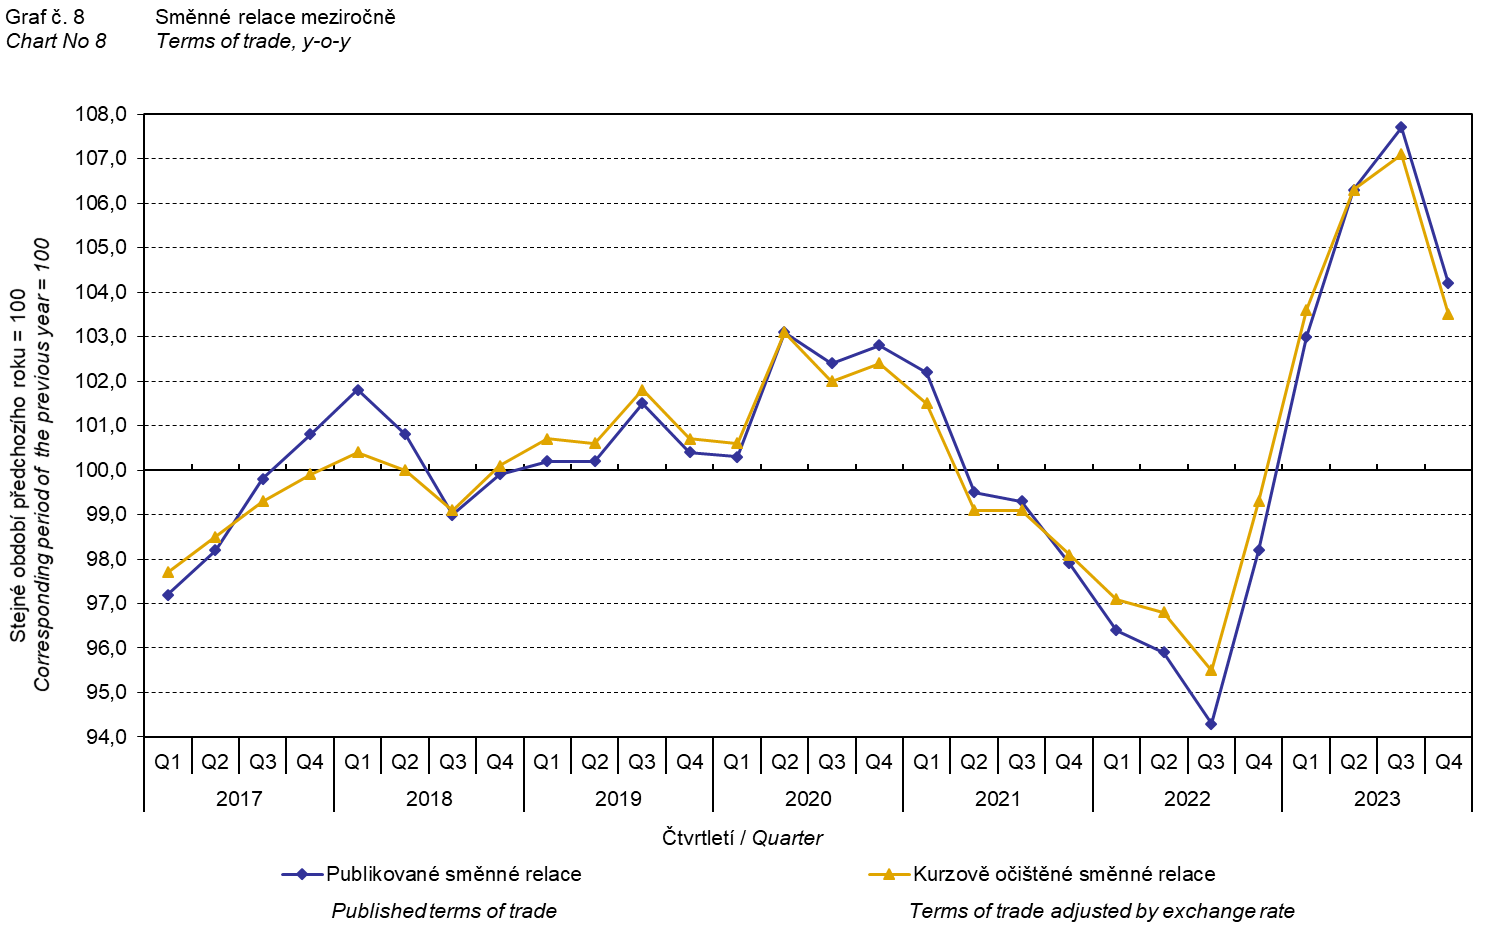 Graf č. 8 Směnné relace meziročně
Chart No 8 Terms of trade, y-o-y
Stejné období předchozího roku = 100
Corresponding period of the previous year = 100
108,0
107,0
106,0
105,0
104,0
103,0
102,0
101,0
100,0
99,0
98,0
97,0
96,0
95,0
94,0
Q1 Q2 Q3 Q4 Q1 Q2 Q3 Q4 Q1 Q2 Q3 Q4 Q1 Q2 Q3 Q4 Q1 Q2 Q3 Q4 Q1 Q2 Q3 Q4 Q1 Q2 Q3 Q4
2017 2018 2019 2020 2021 2022 2023
Čtvrtletí / Quarter
Publikované směnné relace Kurzově očištěné směnné relace
Published terms of trade Terms of trade adjusted by exchange rate